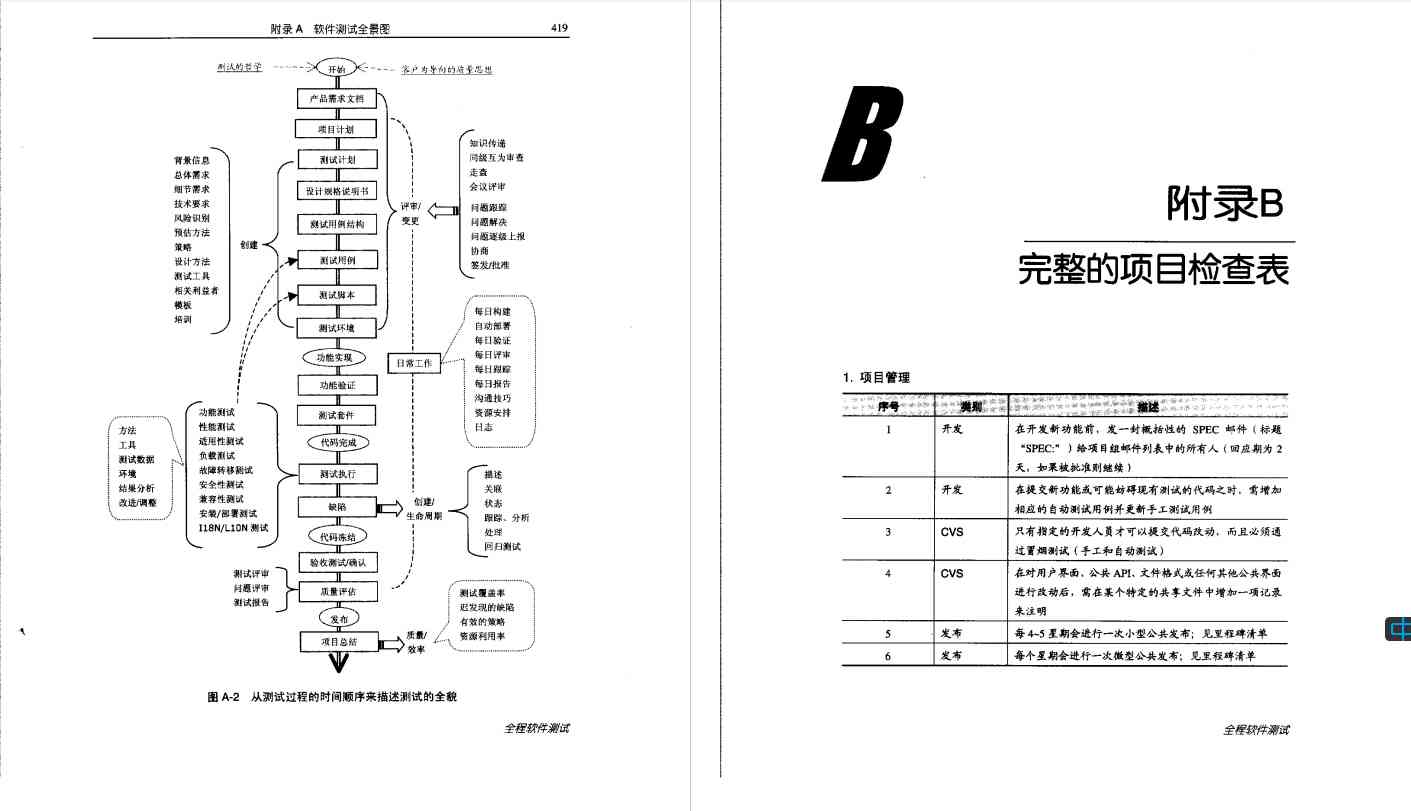 附录 A 软件测试全景图
419
测试的哲学
开始
客户为导向的质量思想
产品需求文档
项目计划
测试计划
设计规格说明书
测试用例结构
测试用例
测试脚本
测试环境
功能实现
功能验证
测试套件
代码完成
测试执行
缺陷
代码冻结
验收测试/确认
质量评估
发布
项目总结
背景信息
总体需求
细节需求
技术要求
风险识别
预估方法
策略
设计方法
测试工具
相关利益者
模板
培训
创建
评审/
变更
知识传递
同级互为审查
走查
会议评审
问题跟踪
问题解决
问题逐级上报
协商
签发/批准
日常工作
每日构建
自动部署
每日验证
每日评审
每日跟踪
每日报告
沟通技巧
资源安排
日志
方法
工具
测试数据
环境
结果分析
改进/调整
功能测试
性能测试
适用性测试
负载测试
故障转移测试
安全性测试
兼容性测试
安装/部署测试
I18N/L10N 测试
创建/
生命周期
描述
关联
状态
跟踪、分析
处理
回归测试
测试评审
问题评审
测试报告
质量/
效率
测试覆盖率
迟发现的缺陷
有效的策略
资源利用率
图 A-2 从测试过程的时间顺序来描述测试的全貌
全程软件测试
B
附录B
完整的项目检查表
1. 项目管理
序号 类别 描述
1 开发 在开发新功能前，发一封概括性的 SPEC 邮件（标题
“SPEC:”）给项目组邮件列表中的所有人（回应期为 2
天，如果被批准则继续）
2 开发 在提交新功能或可能妨碍现有测试的代码之时，需增加
相应的自动测试用例并更新手工测试用例
3 CVS 只有指定的开发人员才可以提交代码改动，而且必须通
过冒烟测试（手工和自动测试）
4 CVS 在对用户界面、公共 API、文件格式或任何其他公共界面
进行改动后，需在某个特定的共享文件中增加一项记录
来注明
5 发布 每 4~5 星期会进行一次小型公共发布；见里程碑清单
6 发布 每个星期会进行一次微型公共发布；见里程碑清单
全程软件测试
中